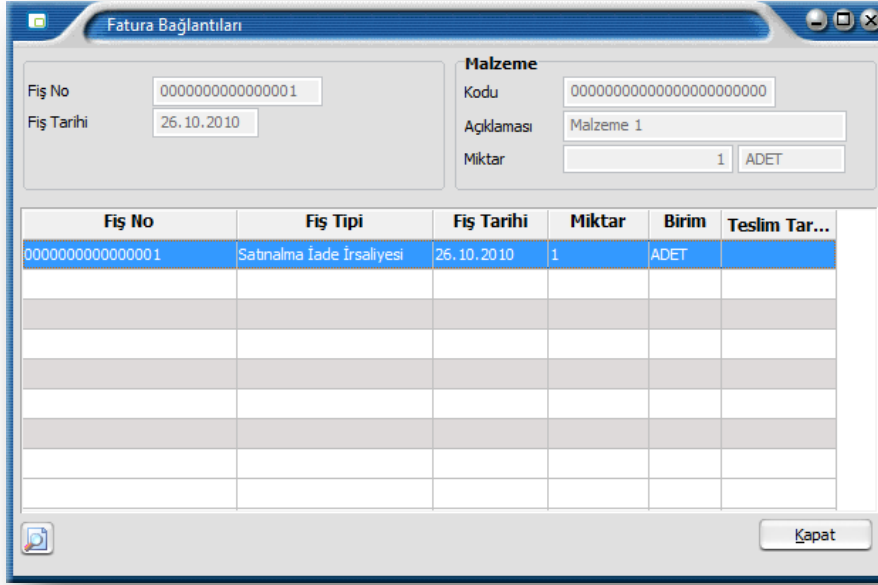 Fatura Bağlantıları
Fiş No 0000000000000001
Fiş Tarihi 26.10.2010
Malzeme
Kodu 000000000000000000000000
Açıklaması Malzeme 1
Miktar 1 ADET
Fiş No Fiş Tipi Fiş Tarihi Miktar Birim Teslim Tar...
0000000000000001 Satınalma İade İrsaliyesi 26.10.2010 1 ADET
Kapat